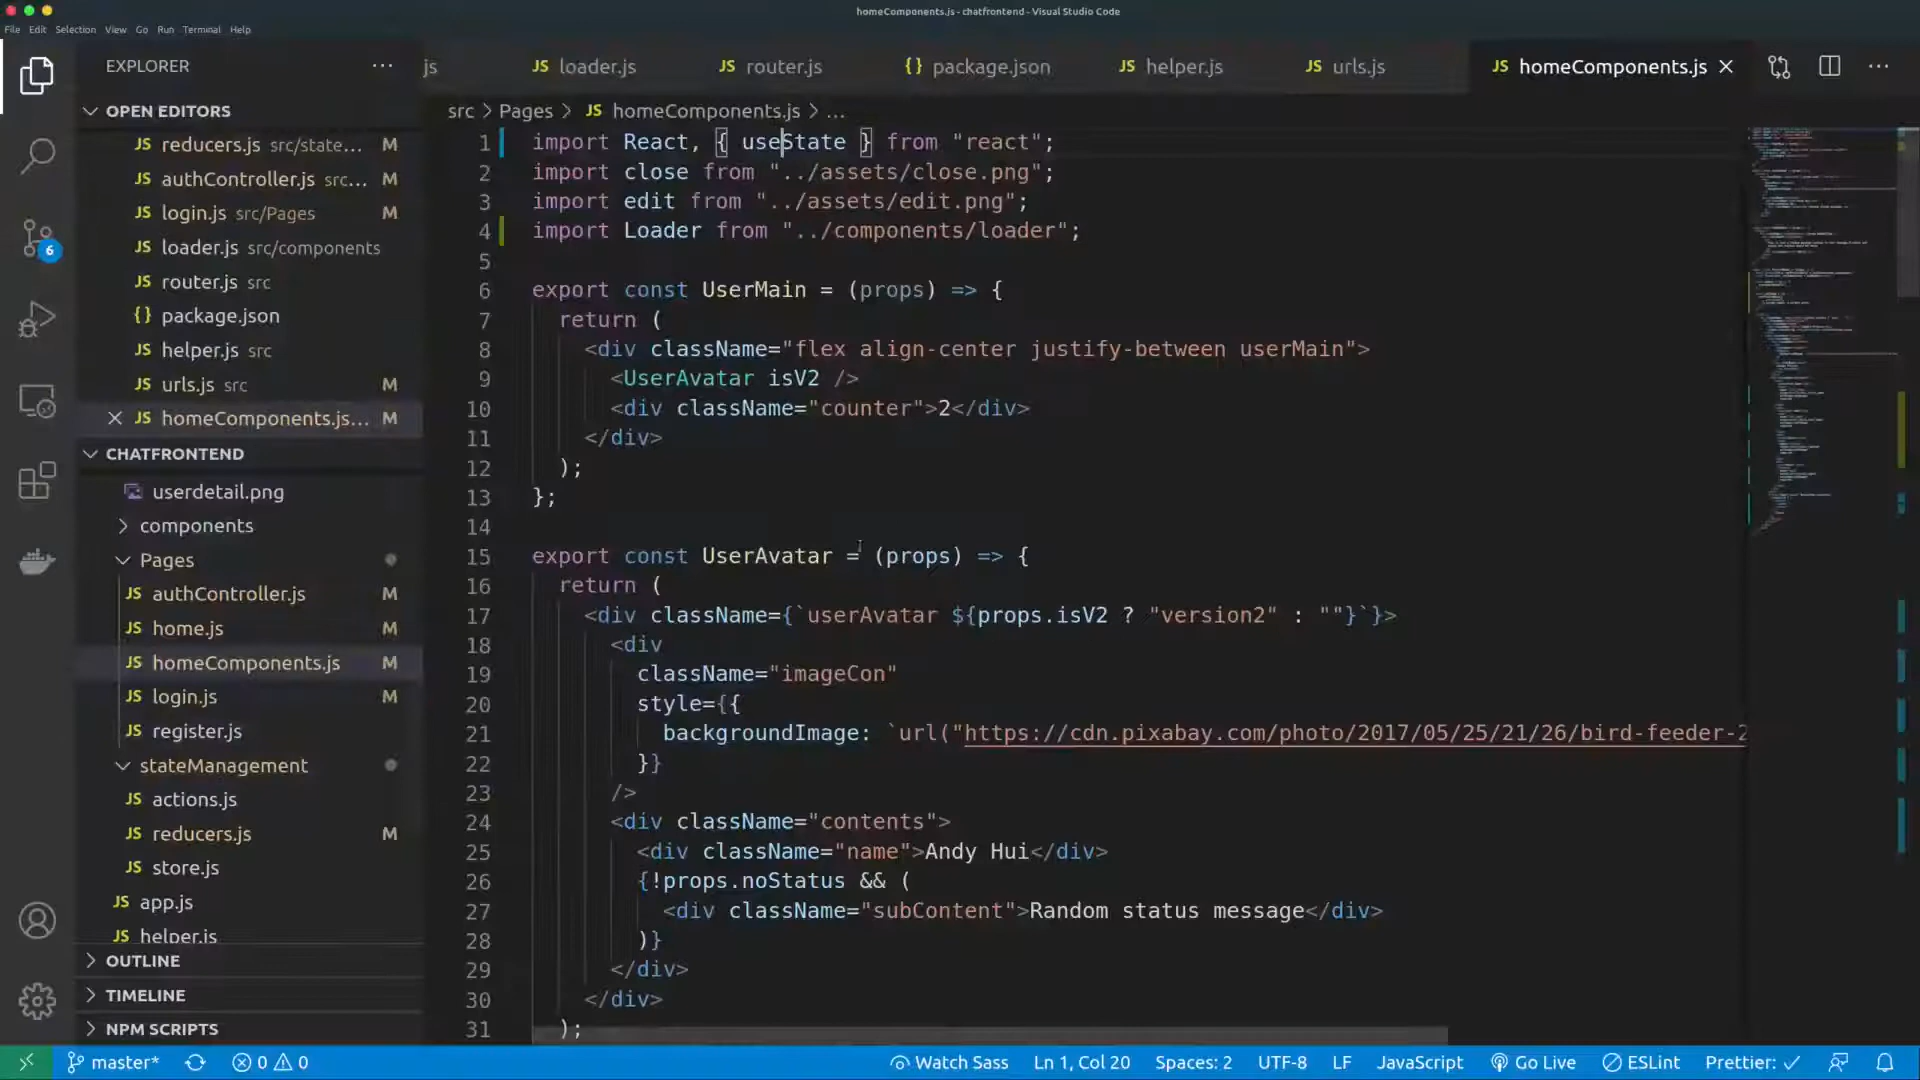 homeComponents.js - chatfrontend - Visual Studio Code
File Edit Selection View Go Run Terminal Help
EXPLORER
js
JS loader.js
JS router.js
{} package.json
JS helper.js
JS urls.js
JS homeComponents.js
OPEN EDITORS
JS reducers.js src/state... M
JS authController.js src... M
JS login.js src/Pages M
JS loader.js src/components
JS router.js src
{} package.json
JS helper.js src
JS urls.js src M
JS homeComponents.js... M
CHATFRONTEND
userdetail.png
components
Pages
JS authController.js M
JS home.js M
JS homeComponents.js M
JS login.js M
JS register.js
stateManagement
JS actions.js
JS reducers.js M
JS store.js
JS app.js
JS helper.js
OUTLINE
TIMELINE
NPM SCRIPTS
6
src > Pages > JS homeComponents.js > ...
1 import React, { useState } from "react";
2 import close from "../assets/close.png";
3 import edit from "../assets/edit.png";
4 import Loader from "../components/loader";
5
6 export const UserMain = (props) => {
7 return (
8 <div className="flex align-center justify-between userMain">
9 <UserAvatar isV2 />
10 <div className="counter">2</div>
11 </div>
12 );
13 };
14
15 export const UserAvatar = (props) => {
16 return (
17 <div className={`userAvatar ${props.isV2 ? "version2" : ""}`}>
18 <div
19 className="imageCon"
20 style={{
21 backgroundImage: `url("https://cdn.pixabay.com/photo/2017/05/25/21/26/bird-feeder-2
22 }}
23 />
24 <div className="contents">
25 <div className="name">Andy Hui</div>
26 {!props.noStatus && (
27 <div className="subContent">Random status message</div>
28 )}
29 </div>
30 </div>
31 );
master* 0 0 Watch Sass Ln 1, Col 20 Spaces: 2 UTF-8 LF JavaScript Go Live ESLint Prettier: ✓